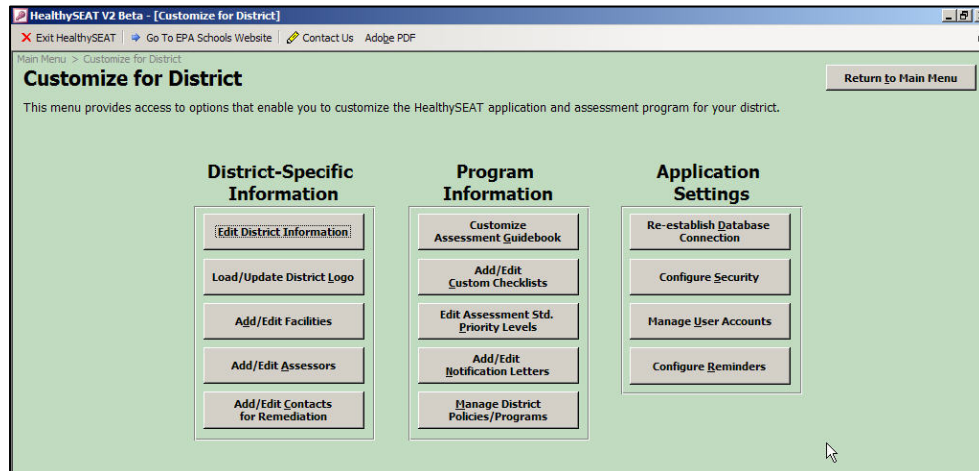 HealthySEAT V2 Beta - [Customize for District]
Exit HealthySEAT Go To EPA Schools Website Contact Us Adobe PDF
Main Menu > Customize for District
Customize for District
Return to Main Menu
This menu provides access to options that enable you to customize the HealthySEAT application and assessment program for your district.
District-Specific
Information
Edit District Information
Load/Update District Logo
Add/Edit Facilities
Add/Edit Assessors
Add/Edit Contacts
for Remediation
Program
Information
Customize
Assessment Guidebook
Add/Edit
Custom Checklists
Edit Assessment Std.
Priority Levels
Add/Edit
Notification Letters
Manage District
Policies/Programs
Application
Settings
Re-establish Database
Connection
Configure Security
Manage User Accounts
Configure Reminders